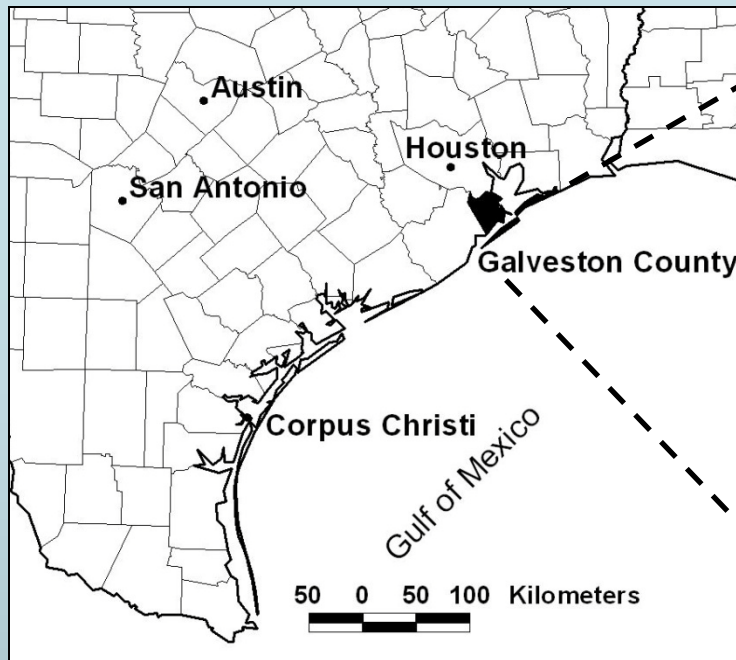 Austin
Houston
San Antonio
Galveston County
Corpus Christi
Gulf of Mexico
50 0 50 100 Kilometers